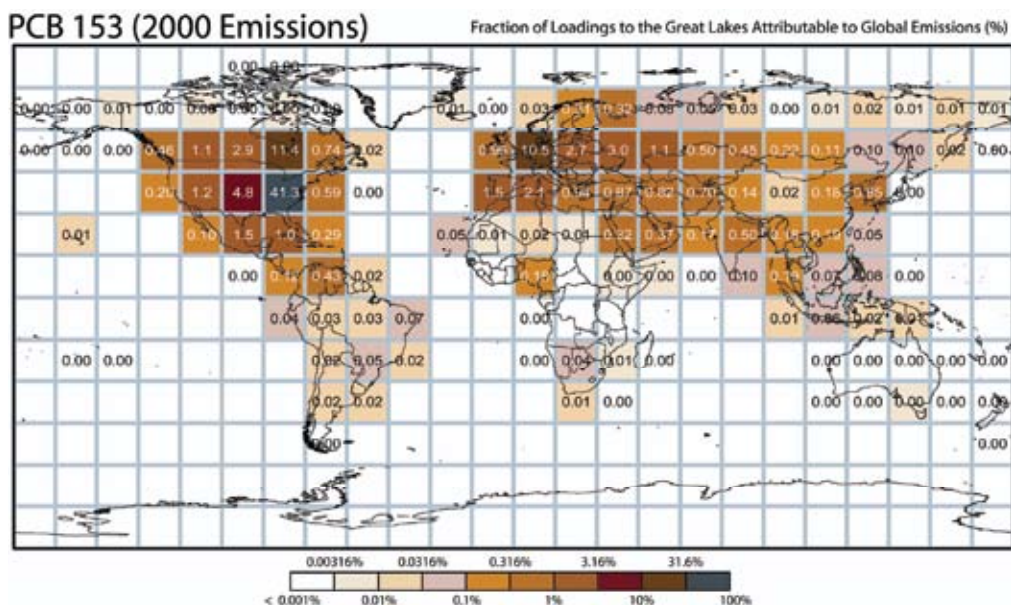 PCB 153 (2000 Emissions)
Fraction of Loadings to the Great Lakes Attributable to Global Emissions (%)
0.00 0.00
0.00 0.00 0.01 0.00 0.01 0.00 0.03 0.08 0.03 0.00 0.01 0.02 0.01 0.01 0.01
0.00 0.00 0.00 0.46 1.1 2.9 11.4 0.74 0.02 10.5 2.7 3.0 1.1 0.50 0.45 0.22 0.11 0.10 0.10 0.02 0.60
0.20 1.2 4.8 41.3 0.59 0.00 1.5 2.1 0.94 0.87 0.82 0.70 0.14 0.02 0.18 0.85 0.00
0.01 0.10 1.5 1.0 0.29 0.05 0.01 0.02 0.04 0.32 0.37 0.50 0.05
0.00 0.43 0.02 0.18 0.00 0.00 0.00 0.10 0.07 0.08 0.00
0.04 0.03 0.03 0.07 0.00 0.01 0.06 0.02 0.01
0.00 0.00 0.02 0.05 0.02 0.00 0.04 0.01 0.00 0.00 0.00 0.00
0.02 0.02 0.01 0.00 0.00 0.00 0.00 0.00
0.00
0.00316% 0.0316% 0.316% 3.16% 31.6%
< 0.001% 0.01% 0.1% 1% 10% 100%